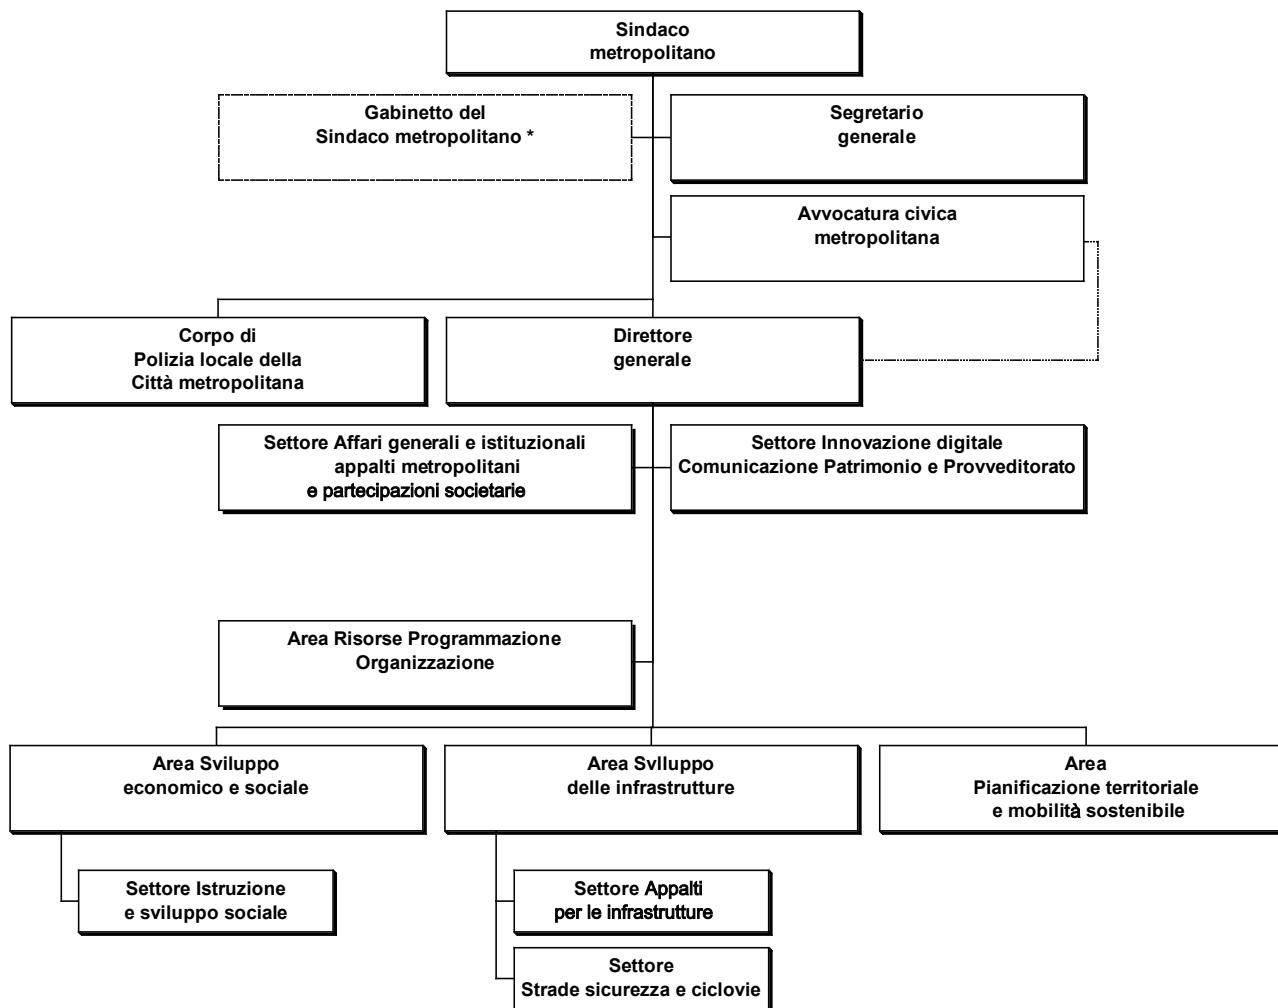 Sindaco
metropolitano
Gabinetto del
Sindaco metropolitano *
Segretario
generale
Avvocatura civica
metropolitana
Corpo di
Polizia locale della
Città metropolitana
Direttore
generale
Settore Affari generali e istituzionali
appalti metropolitani
e partecipazioni societarie
Settore Innovazione digitale
Comunicazione Patrimonio e Provveditorato
Area Risorse Programmazione
Organizzazione
Area Sviluppo
economico e sociale
Area Svlluppo
delle infrastrutture
Area
Pianificazione territoriale
e mobilità sostenibile
Settore Istruzione
e sviluppo sociale
Settore Appalti
per le infrastrutture
Settore
Strade sicurezza e ciclovie